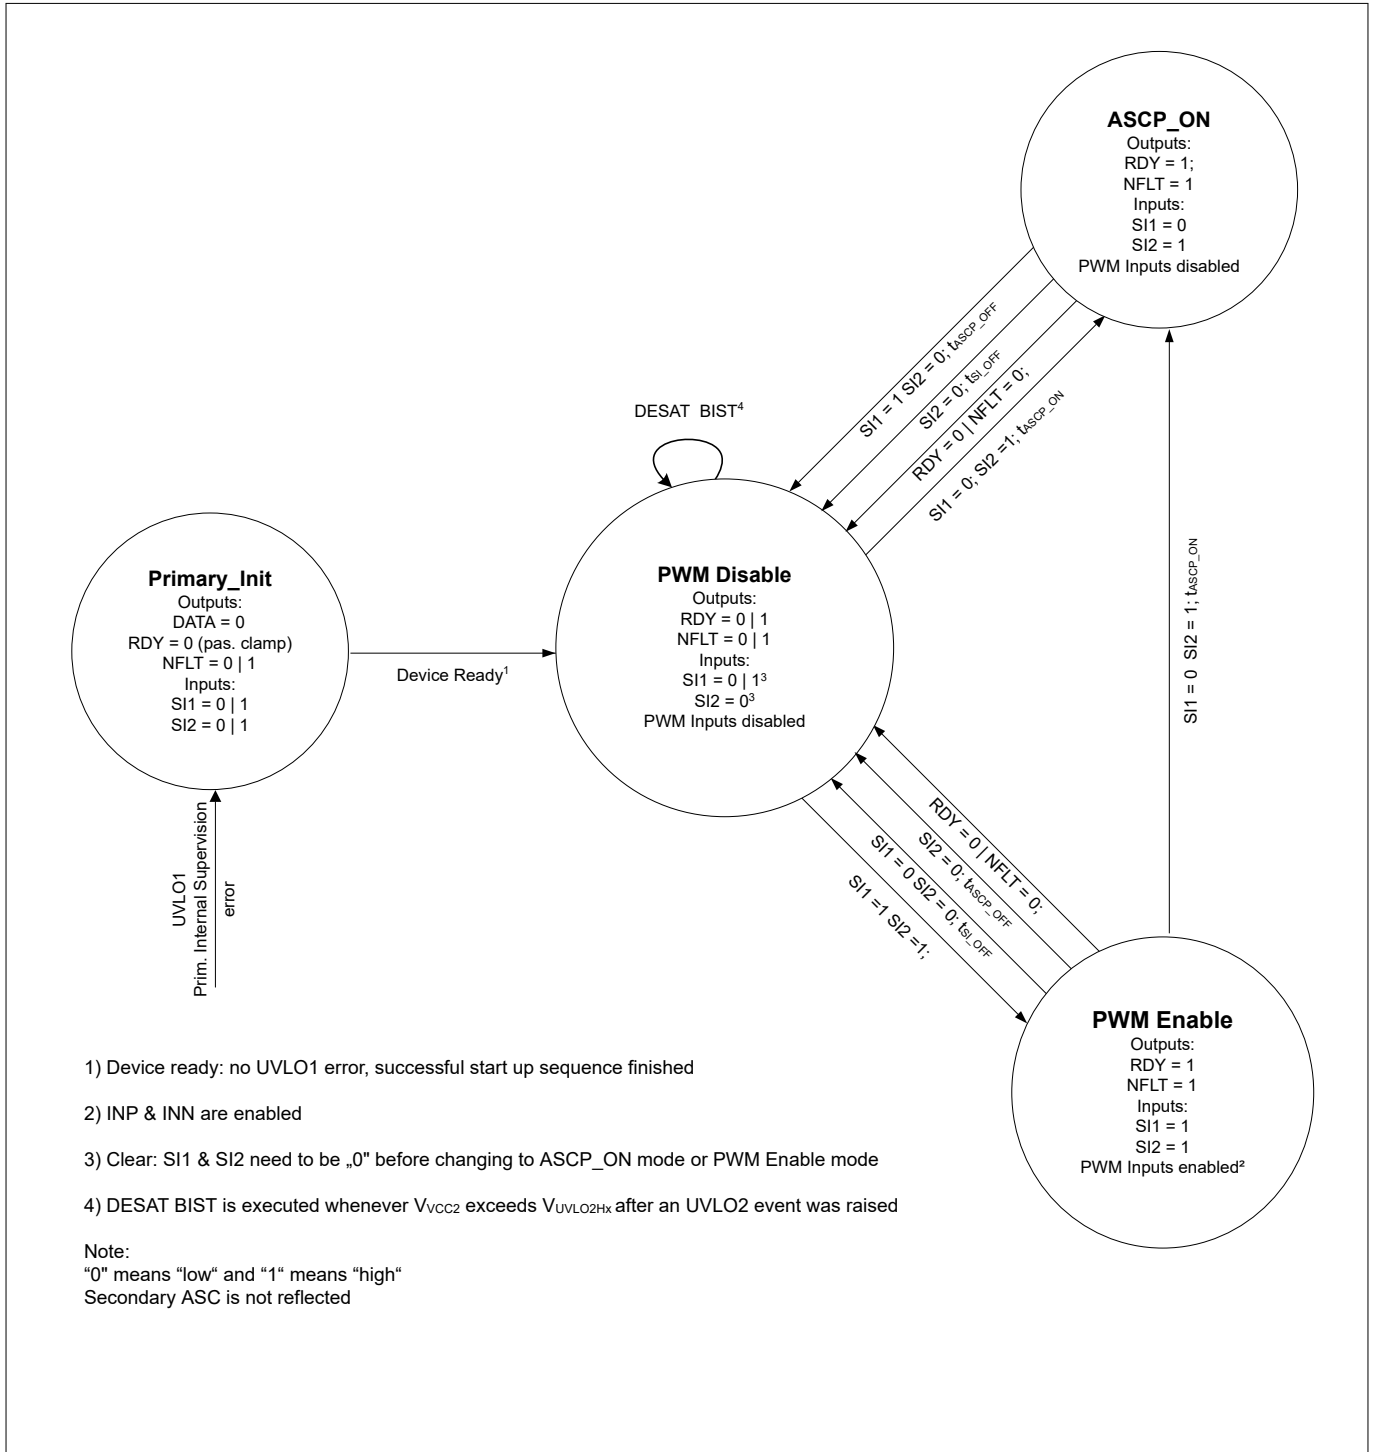 ASCP_ON
Outputs:
RDY = 1;
NFLT = 1
Inputs:
SI1 = 0
SI2 = 1
PWM Inputs disabled
SI1 = 1 SI2 = 0; tASCP_OFF
SI2 = 0; tSI_OFF
RDY = 0 | NFLT = 0;
SI1 = 0; SI2 =1; tASCP_ON
DESAT BIST⁴
Primary_Init
Outputs:
DATA = 0
RDY = 0 (pas. clamp)
NFLT = 0 | 1
Inputs:
SI1 = 0 | 1
SI2 = 0 | 1
Device Ready¹
PWM Disable
Outputs:
RDY = 0 | 1
NFLT = 0 | 1
Inputs:
SI1 = 0 | 1³
SI2 = 0³
PWM Inputs disabled
SI1 = 0 SI2 = 1; tASCP_ON
UVLO1
Prim. Internal Supervision
error
RDY = 0 | NFLT = 0;
SI2 = 0; tASCP_OFF
SI1 = 0 SI2 = 0; tSI_OFF
SI1 =1 SI2 =1;
PWM Enable
Outputs:
RDY = 1
NFLT = 1
Inputs:
SI1 = 1
SI2 = 1
PWM Inputs enabled²
1) Device ready: no UVLO1 error, successful start up sequence finished
2) INP & INN are enabled
3) Clear: SI1 & SI2 need to be „0" before changing to ASCP_ON mode or PWM Enable mode
4) DESAT BIST is executed whenever VVCC2 exceeds VUVLO2Hx after an UVLO2 event was raised
Note:
“0" means “low“ and “1“ means “high“
Secondary ASC is not reflected